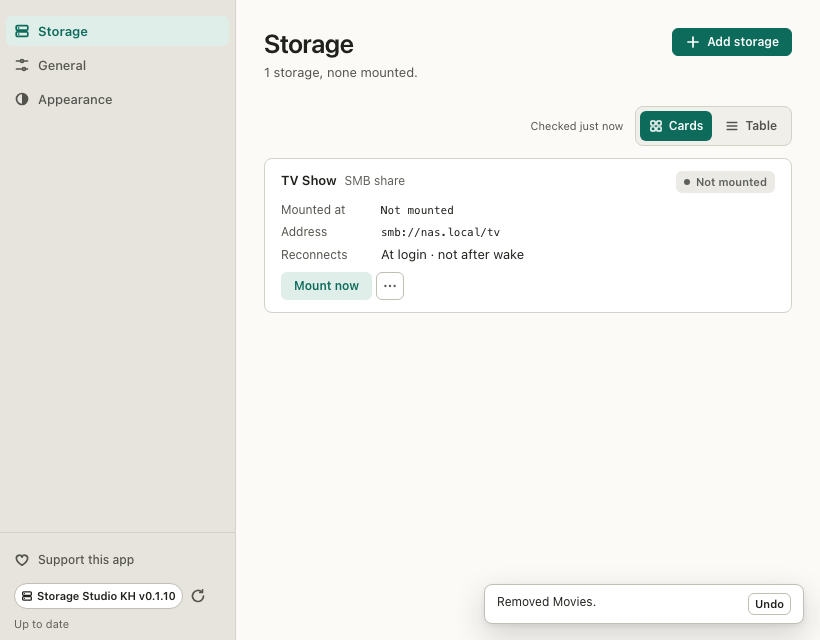 Storage
General
Appearance
Support this app
Storage Studio KH v0.1.10
Up to date
Storage
Add storage
1 storage, none mounted.
Checked just now
Cards
Table
TV Show SMB share
Not mounted
Mounted at Not mounted
Address smb://nas.local/tv
Reconnects At login · not after wake
Mount now
Removed Movies.
Undo